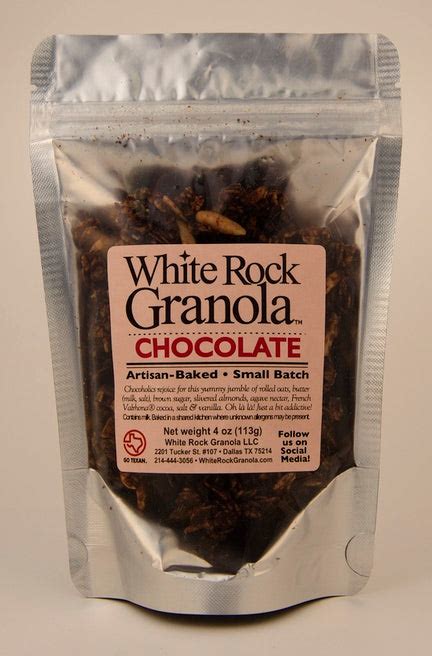 White Rock
Granola™
CHOCOLATE
Artisan-Baked • Small Batch
Chocoholics rejoice for this yummy jumble of rolled oats, butter
(milk, salt), brown sugar, slivered almonds, agave nectar, French
Valrhona® cocoa, salt & vanilla. Oh là là! Just a bit addictive!
Contains milk. Baked in a shared kitchen where unknown allergens may be present.
Net weight 4 oz (113g)
White Rock Granola LLC
2201 Tucker St. #107 • Dallas TX 75214
214-444-3056 • WhiteRockGranola.com
GO TEXAN.
Follow
us on
Social
Media!